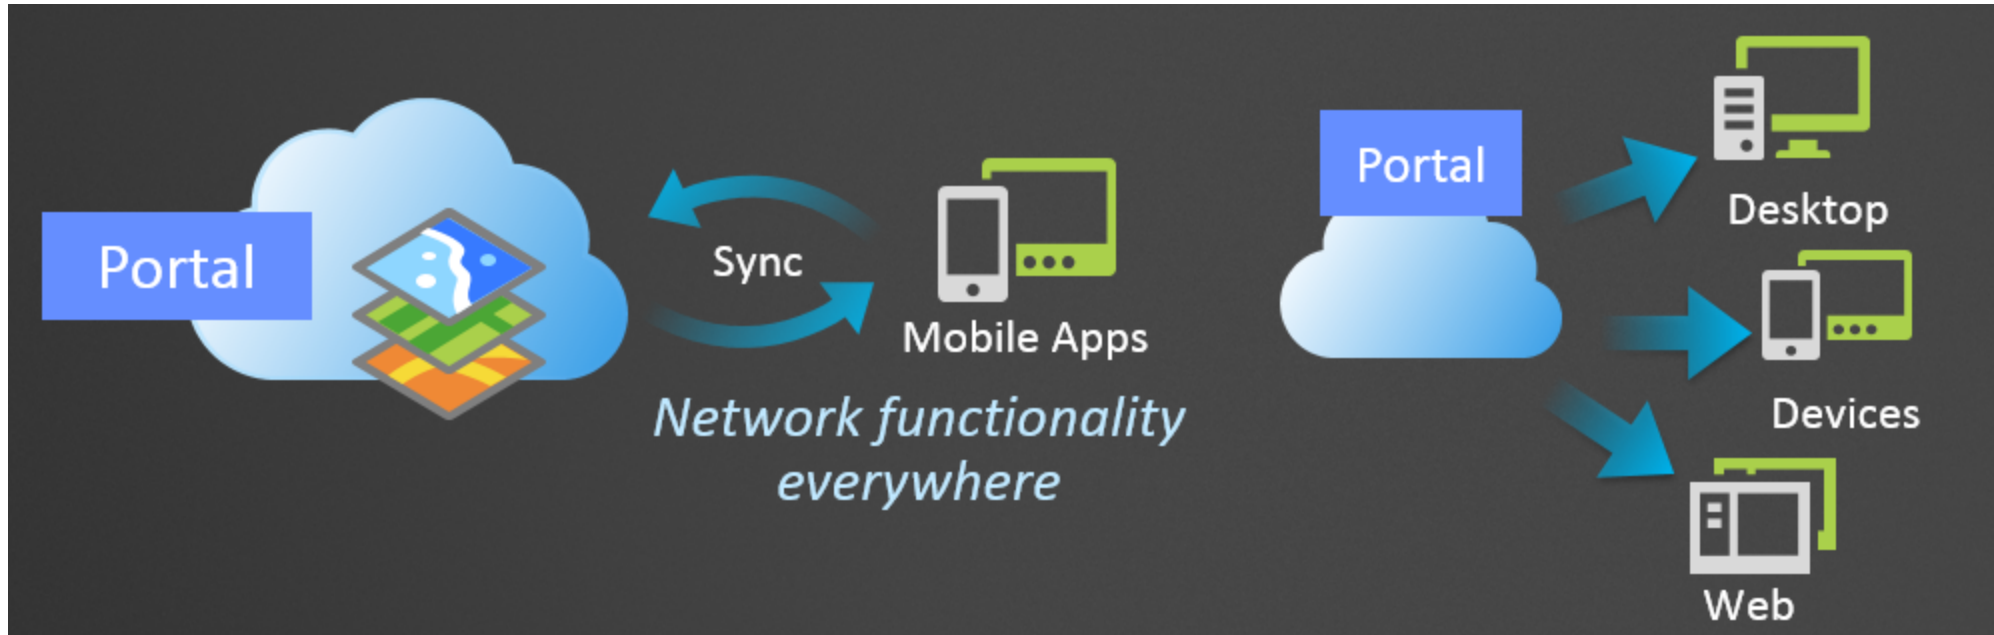 Portal
Sync
Mobile Apps
Network functionality
everywhere
Portal
Desktop
Devices
Web